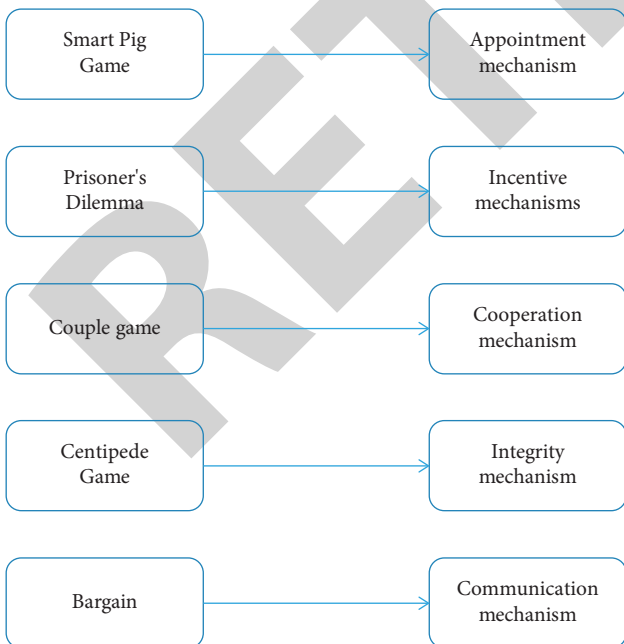 Smart Pig
Game
Appointment
mechanism
Prisoner's
Dilemma
Incentive
mechanisms
Couple game
Cooperation
mechanism
Centipede
Game
Integrity
mechanism
Bargain
Communication
mechanism
RET